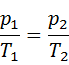 p₁/T₁ = p₂/T₂